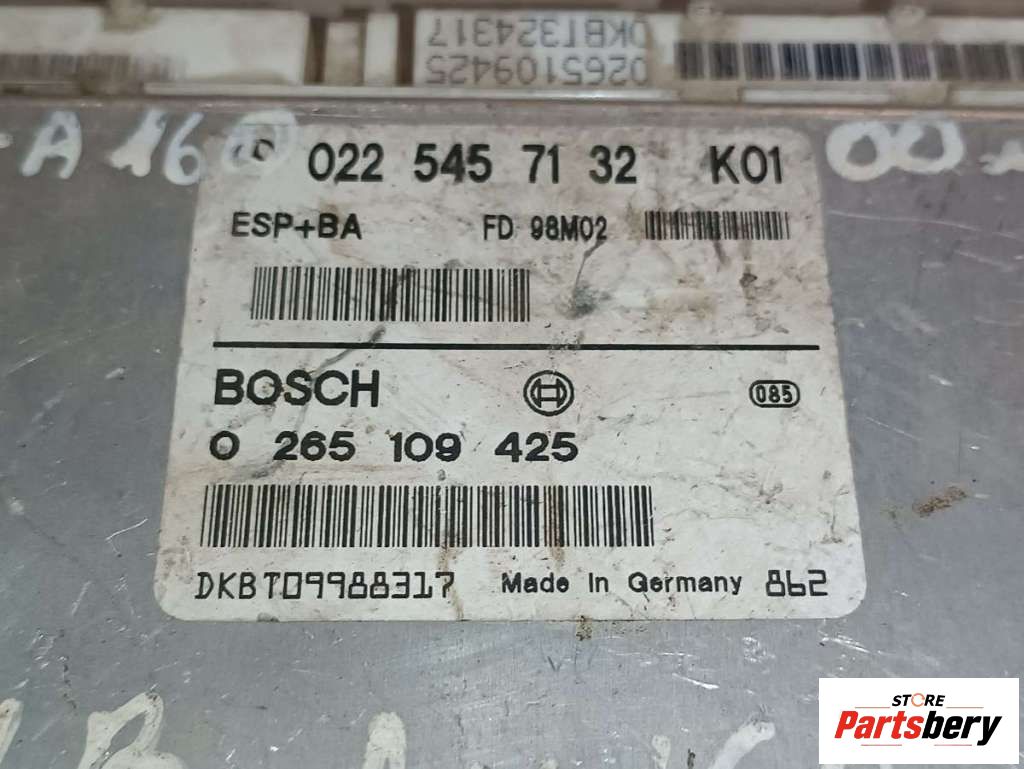 DKBT324317
0265109425
A 160
022 545 71 32 K01
ESP+BA FD 98M02
BOSCH
085
0 265 109 425
DKBT09988317 Made In Germany 862
STORE
Partsbery